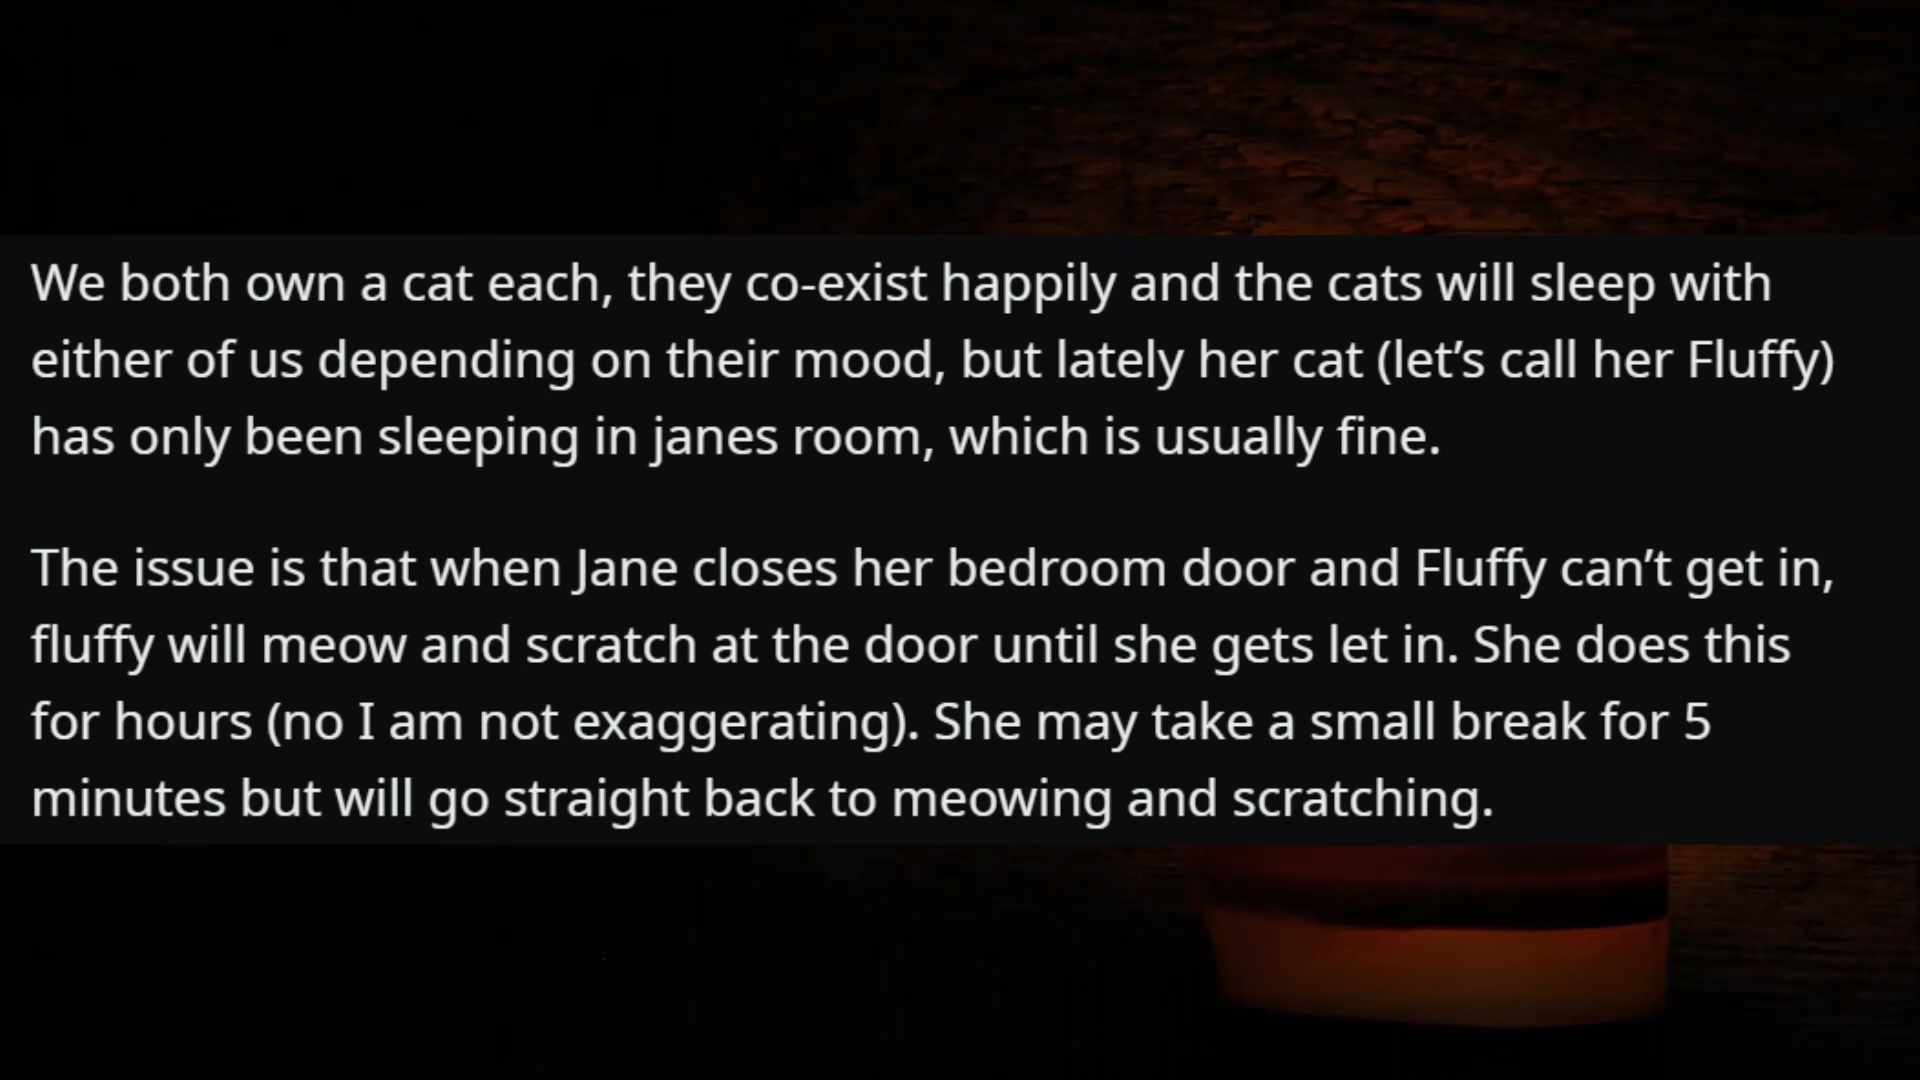 We both own a cat each, they co-exist happily and the cats will sleep with
either of us depending on their mood, but lately her cat (let’s call her Fluffy)
has only been sleeping in janes room, which is usually fine.
The issue is that when Jane closes her bedroom door and Fluffy can’t get in,
fluffy will meow and scratch at the door until she gets let in. She does this
for hours (no I am not exaggerating). She may take a small break for 5
minutes but will go straight back to meowing and scratching.